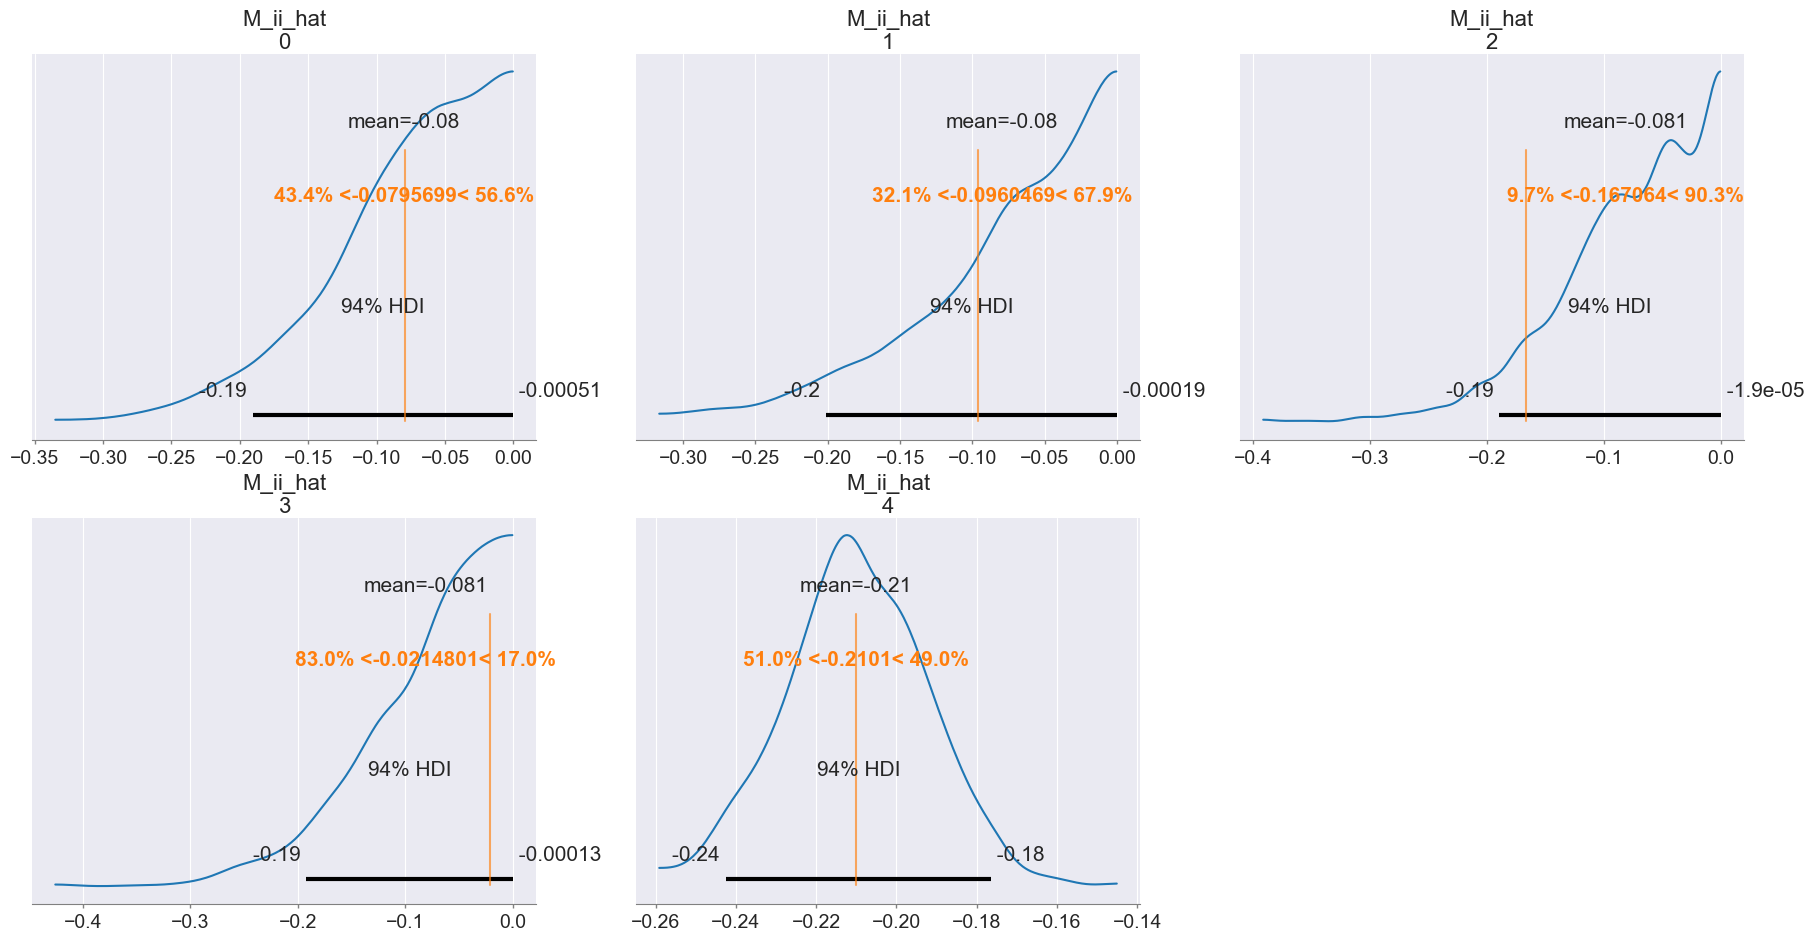 M_ii_hat
0
mean=-0.08
43.4% <-0.0795699< 56.6%
94% HDI
-0.19
-0.00051
−0.35 −0.30 −0.25 −0.20 −0.15 −0.10 −0.05 0.00
M_ii_hat
1
mean=-0.08
32.1% <-0.0960469< 67.9%
94% HDI
-0.2
-0.00019
−0.30 −0.25 −0.20 −0.15 −0.10 −0.05 0.00
M_ii_hat
2
mean=-0.081
9.7% <-0.167064< 90.3%
94% HDI
-0.19
-1.9e-05
−0.4 −0.3 −0.2 −0.1 0.0
M_ii_hat
3
mean=-0.081
83.0% <-0.0214801< 17.0%
94% HDI
-0.19
-0.00013
−0.4 −0.3 −0.2 −0.1 0.0
M_ii_hat
4
mean=-0.21
51.0% <-0.2101< 49.0%
94% HDI
-0.24
-0.18
−0.26 −0.24 −0.22 −0.20 −0.18 −0.16 −0.14